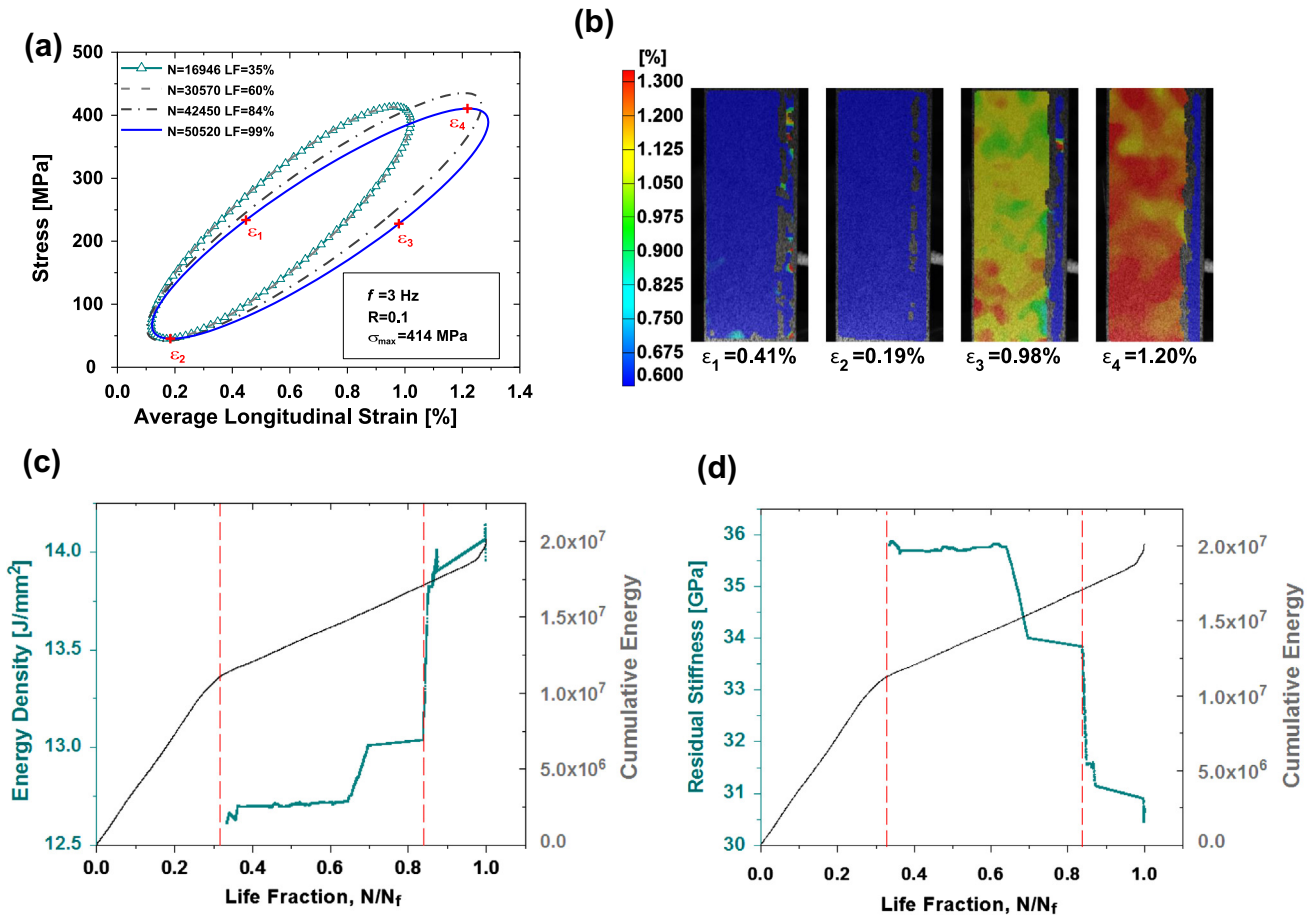 (a)
500
400
300
200
100
0
Stress [MPa]
N=16946 LF=35%
N=30570 LF=60%
N=42450 LF=84%
N=50520 LF=99%
ε4
ε1
ε3
ε2
f =3 Hz
R=0.1
σmax=414 MPa
0.0 0.2 0.4 0.6 0.8 1.0 1.2 1.4
Average Longitudinal Strain [%]
(b)
[%]
1.300
1.125
1.050
0.975
0.900
0.825
0.750
0.675
0.600
ε1=0.41% ε2=0.19% ε3=0.98% ε4=1.20%
(c)
14.0
13.5
13.0
12.5
Energy Density [J/mm²]
2.0x10⁷
1.5x10⁷
1.0x10⁷
5.0x10⁶
0.0
Cumulative Energy
0.0 0.2 0.4 0.6 0.8 1.0
Life Fraction, N/Nf
(d)
36
35
34
33
32
31
30
Residual Stiffness [GPa]
2.0x10⁷
1.5x10⁷
1.0x10⁷
5.0x10⁶
0.0
Cumulative Energy
0.0 0.2 0.4 0.6 0.8 1.0
Life Fraction, N/Nf